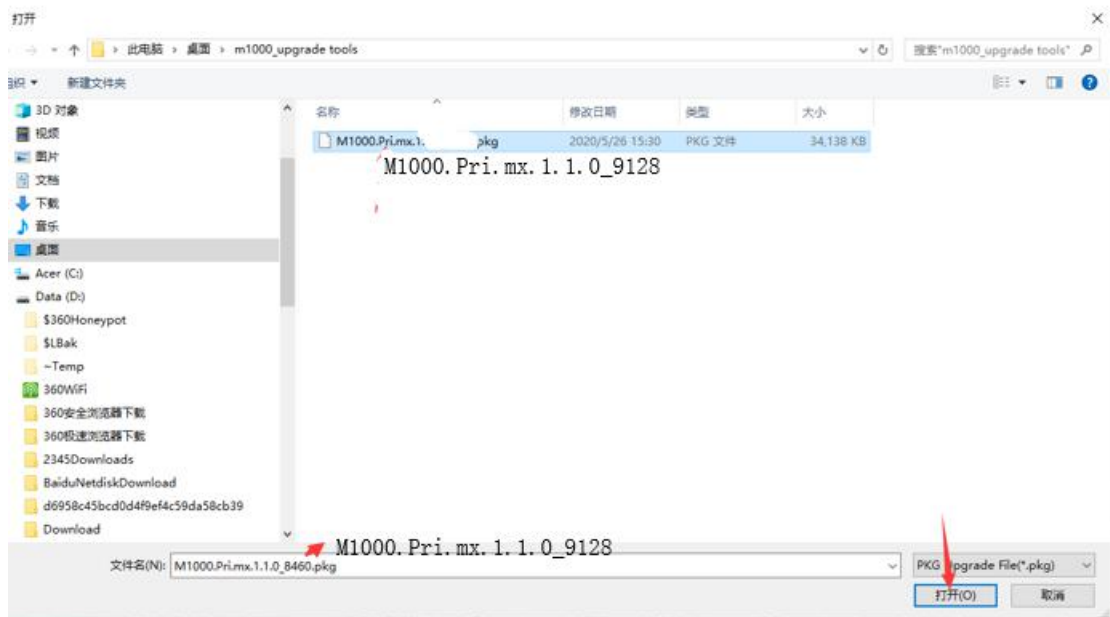 打开
此电脑 › 桌面 › m1000_upgrade tools
搜索"m1000_upgrade tools"
组织 新建文件夹
名称 修改日期 类型 大小
3D 对象
视频
图片
文档
下载
音乐
桌面
Acer (C:)
Data (D:)
$360Honeypot
$LBak
~Temp
360WiFi
360安全浏览器下载
360极速浏览器下载
2345Downloads
BaiduNetdiskDownload
d6958c45bcd0d4f9ef4c59da58cb39
Download
M1000.Pri.mx.1. pkg 2020/5/26 15:30 PKG 文件 34,138 KB
M1000.Pri.mx.1.1.0_9128
M1000.Pri.mx.1.1.0_9128
文件名(N): M1000.Pri.mx.1.1.0_8460.pkg
PKG Upgrade File(*.pkg)
打开(O) 取消